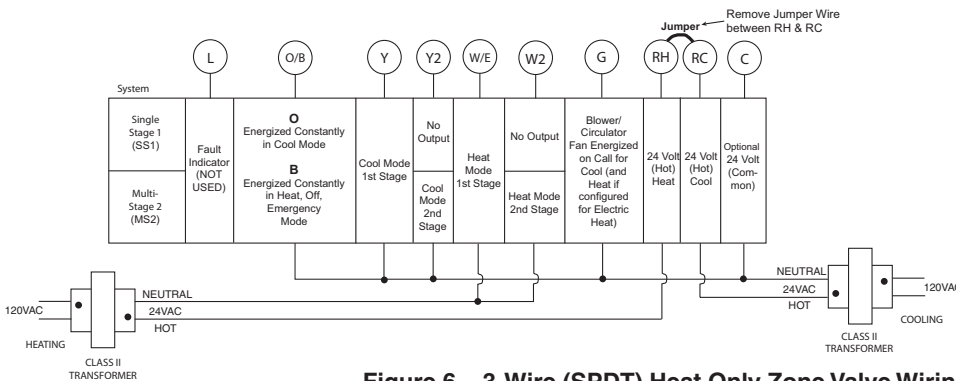 Remove Jumper Wire
between RH & RC
Jumper
L
O/B
Y
Y2
W/E
W2
G
RH
RC
C
System
Single
Stage 1
(SS1)
Multi-
Stage 2
(MS2)
Fault
Indicator
(NOT
USED)
O
Energized Constantly
in Cool Mode
B
Energized Constantly
in Heat, Off,
Emergency
Mode
Cool Mode
1st Stage
No
Output
Cool
Mode
2nd
Stage
Heat
Mode
1st Stage
No Output
Heat Mode
2nd Stage
Blower/
Circulator
Fan Energized
on Call for
Cool (and
Heat if
configured
for Electric
Heat)
24 Volt
(Hot)
Heat
24 Volt
(Hot)
Cool
Optional
24 Volt
(Com-
mon)
120VAC
HEATING
NEUTRAL
24VAC
HOT
CLASS II
TRANSFORMER
NEUTRAL
24VAC
HOT
COOLING
CLASS II
TRANSFORMER